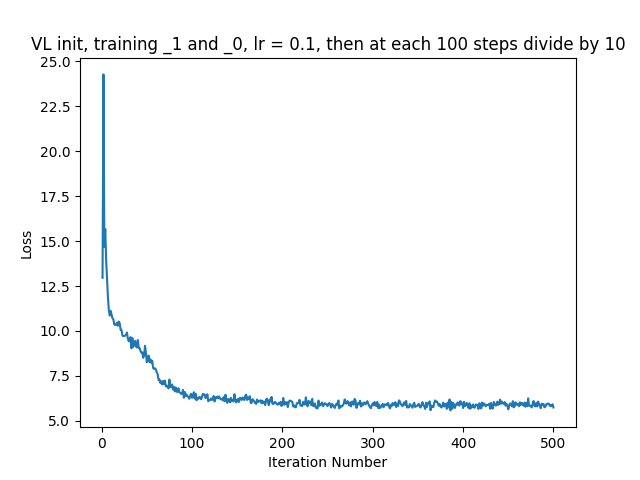 VL init, training _1 and _0, lr = 0.1, then at each 100 steps divide by 10
25.0
22.5
20.0
17.5
15.0
12.5
10.0
7.5
5.0
Loss
0 100 200 300 400 500
Iteration Number